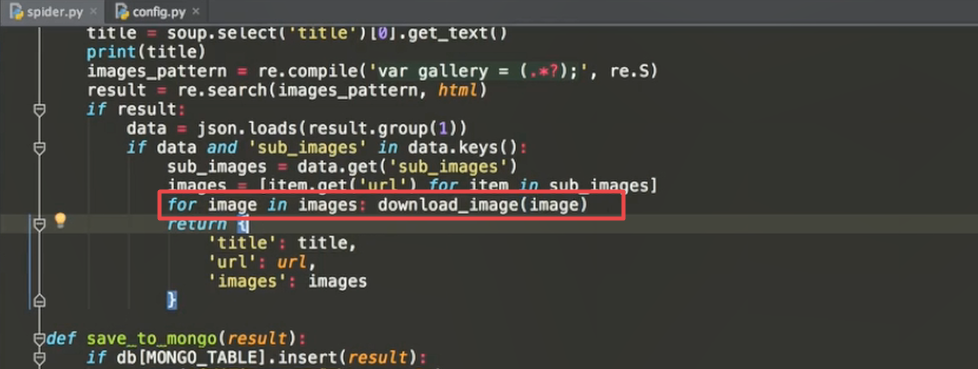 spider.py × config.py ×
title = soup.select('title')[0].get_text()
print(title)
images_pattern = re.compile('var gallery = (.*?);', re.S)
result = re.search(images_pattern, html)
if result:
data = json.loads(result.group(1))
if data and 'sub_images' in data.keys():
sub_images = data.get('sub_images')
images = [item.get('url') for item in sub_images]
for image in images: download_image(image)
return {
'title': title,
'url': url,
'images': images
}
def save_to_mongo(result):
if db[MONGO_TABLE].insert(result):